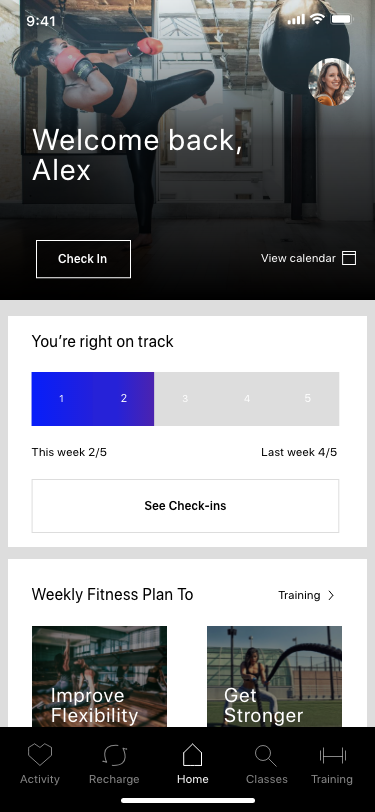 9:41
Welcome back,
Alex
Check In
View calendar
You’re right on track
1 2 3 4 5
This week 2/5
Last week 4/5
See Check-ins
Weekly Fitness Plan To
Training
Improve
Flexibility
Get
Stronger
Activity
Recharge
Home
Classes
Training